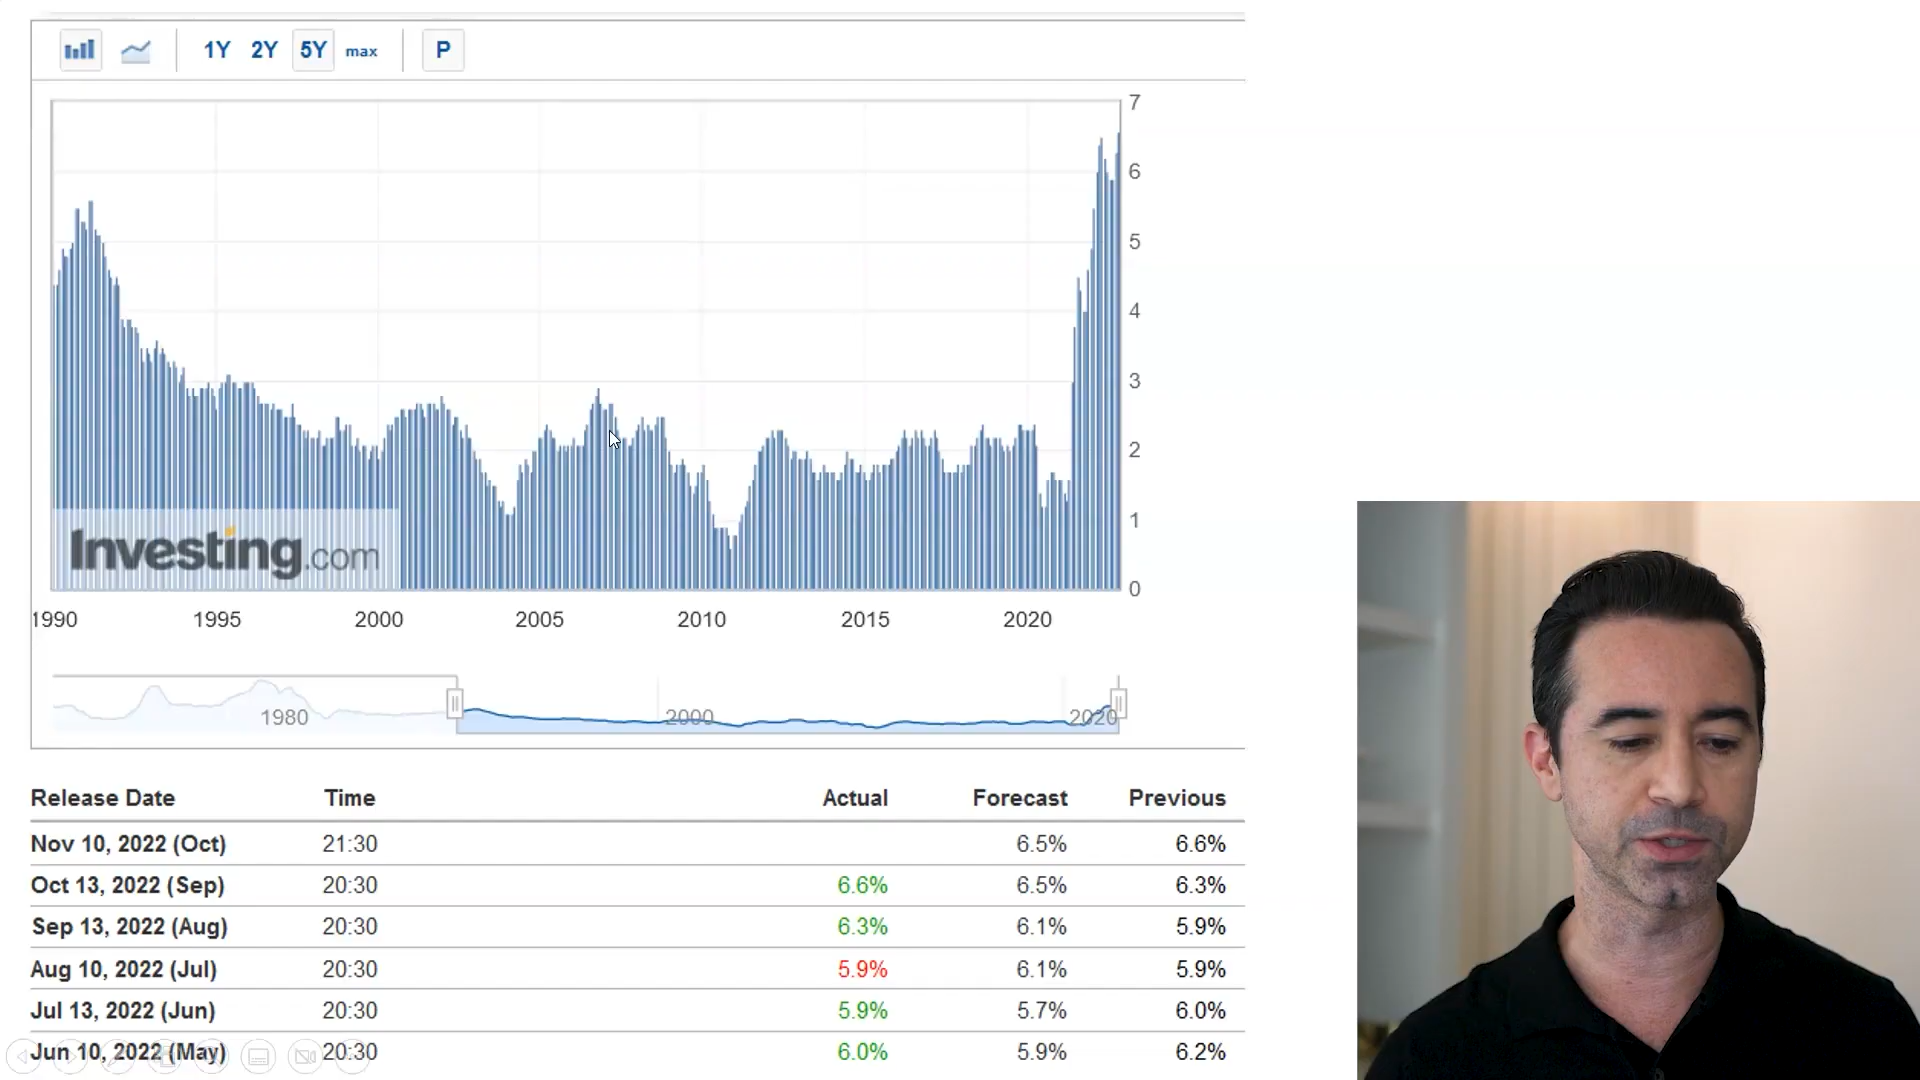 1Y 2Y 5Y max P
7
6
5
4
3
2
1
0
Investing.com
1990 1995 2000 2005 2010 2015 2020
1980 2000 2020
Release Date Time Actual Forecast Previous
Nov 10, 2022 (Oct) 21:30 6.5% 6.6%
Oct 13, 2022 (Sep) 20:30 6.6% 6.5% 6.3%
Sep 13, 2022 (Aug) 20:30 6.3% 6.1% 5.9%
Aug 10, 2022 (Jul) 20:30 5.9% 6.1% 5.9%
Jul 13, 2022 (Jun) 20:30 5.9% 5.7% 6.0%
Jun 10, 2022 (May) 20:30 6.0% 5.9% 6.2%